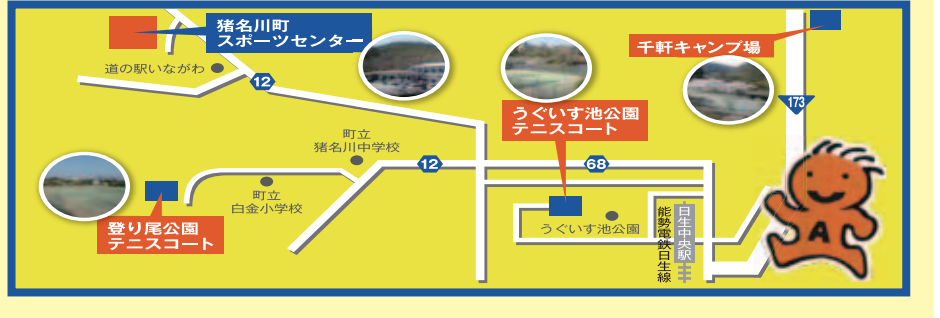 猪名川町
スポーツセンター
千軒キャンプ場
道の駅いながわ
12
173
うぐいす池公園
テニスコート
町立
猪名川中学校
12
68
町立
白金小学校
登り尾公園
テニスコート
うぐいす池公園
能勢電鉄日生線
日生中央駅
A